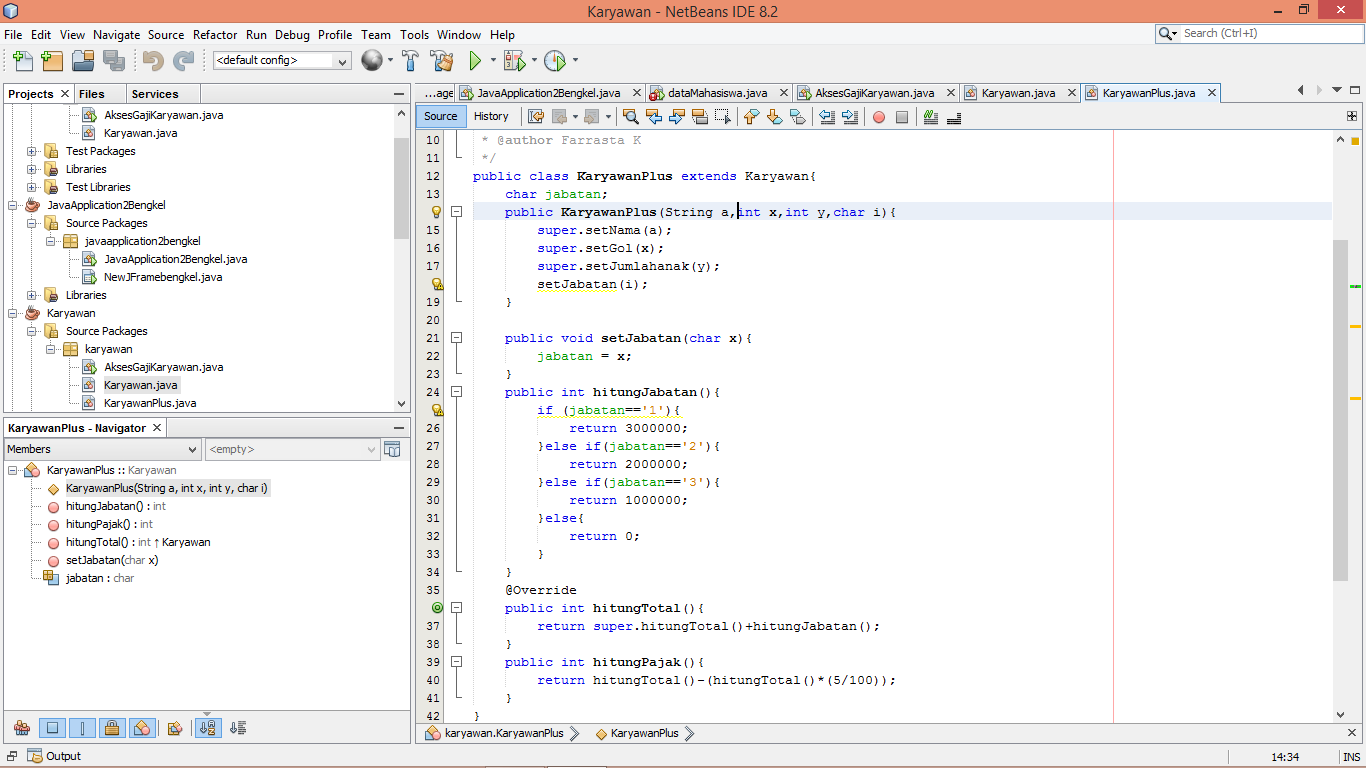 Karyawan - NetBeans IDE 8.2
File Edit View Navigate Source Refactor Run Debug Profile Team Tools Window Help
Search (Ctrl+I)
<default config>
Projects Files Services
AksesGajiKaryawan.java
Karyawan.java
Test Packages
Libraries
Test Libraries
JavaApplication2Bengkel
Source Packages
javaapplication2bengkel
JavaApplication2Bengkel.java
NewJFramebengkel.java
Libraries
Karyawan
Source Packages
karyawan
AksesGajiKaryawan.java
Karyawan.java
KaryawanPlus.java
KaryawanPlus - Navigator
Members <empty>
KaryawanPlus :: Karyawan
KaryawanPlus(String a, int x, int y, char i)
hitungJabatan() : int
hitungPajak() : int
hitungTotal() : int ↑ Karyawan
setJabatan(char x)
jabatan : char
...age JavaApplication2Bengkel.java dataMahasiswa.java AksesGajiKaryawan.java Karyawan.java KaryawanPlus.java
Source History
10 * @author Farrasta K
11 */
12 public class KaryawanPlus extends Karyawan{
13 char jabatan;
public KaryawanPlus(String a,int x,int y,char i){
15 super.setNama(a);
16 super.setGol(x);
17 super.setJumlahanak(y);
setJabatan(i);
19 }
20
21 public void setJabatan(char x){
22 jabatan = x;
23 }
24 public int hitungJabatan(){
if (jabatan=='1'){
26 return 3000000;
27 }else if(jabatan=='2'){
28 return 2000000;
29 }else if(jabatan=='3'){
30 return 1000000;
31 }else{
32 return 0;
33 }
34 }
35 @Override
public int hitungTotal(){
37 return super.hitungTotal()+hitungJabatan();
38 }
39 public int hitungPajak(){
40 return hitungTotal()-(hitungTotal()*(5/100));
41 }
42 }
karyawan.KaryawanPlus KaryawanPlus
Output
14:34 INS